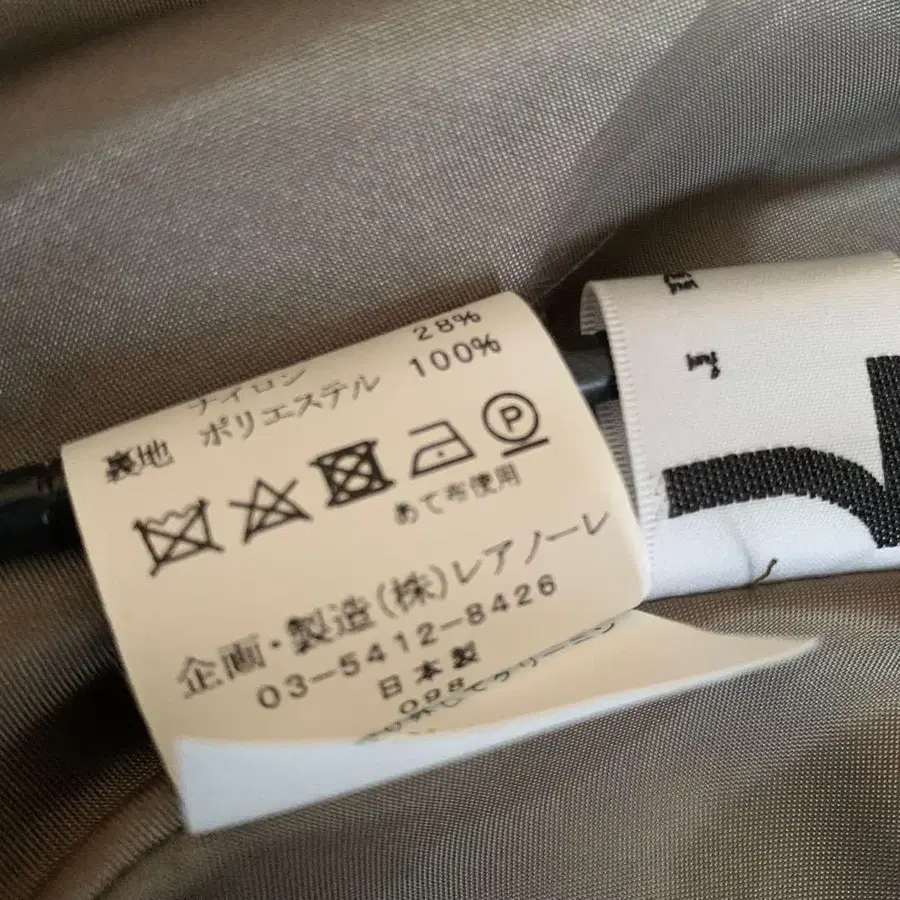 ナイロン 28%
裏地 ポリエステル 100%
P
あて布使用
企画・製造(株)レアノーレ
03-5412-8426
日本製
098